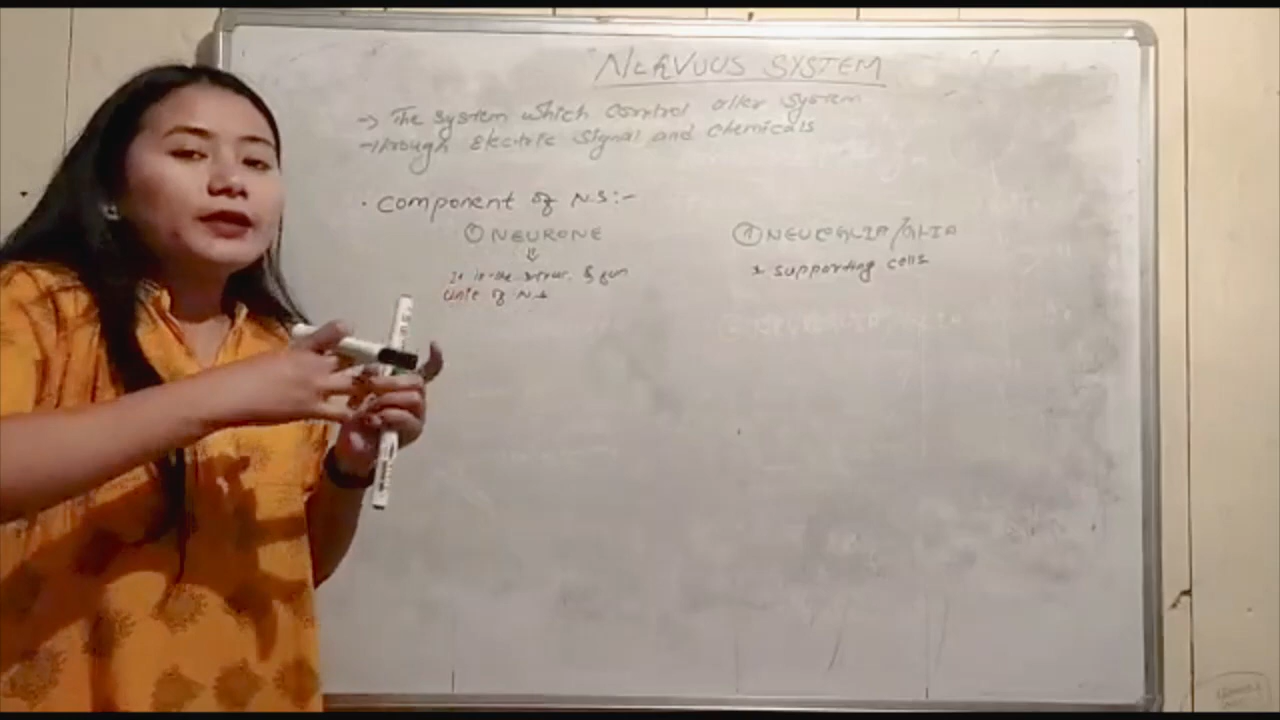 NERVOUS SYSTEM
→ The system which control other system
through Electric Signal and chemicals
• Component of N.S:-
① NEURONE
① NEUROGLIA/GLIA
⇓
* supporting cells
It is the struc. & fun
Unit of N.S